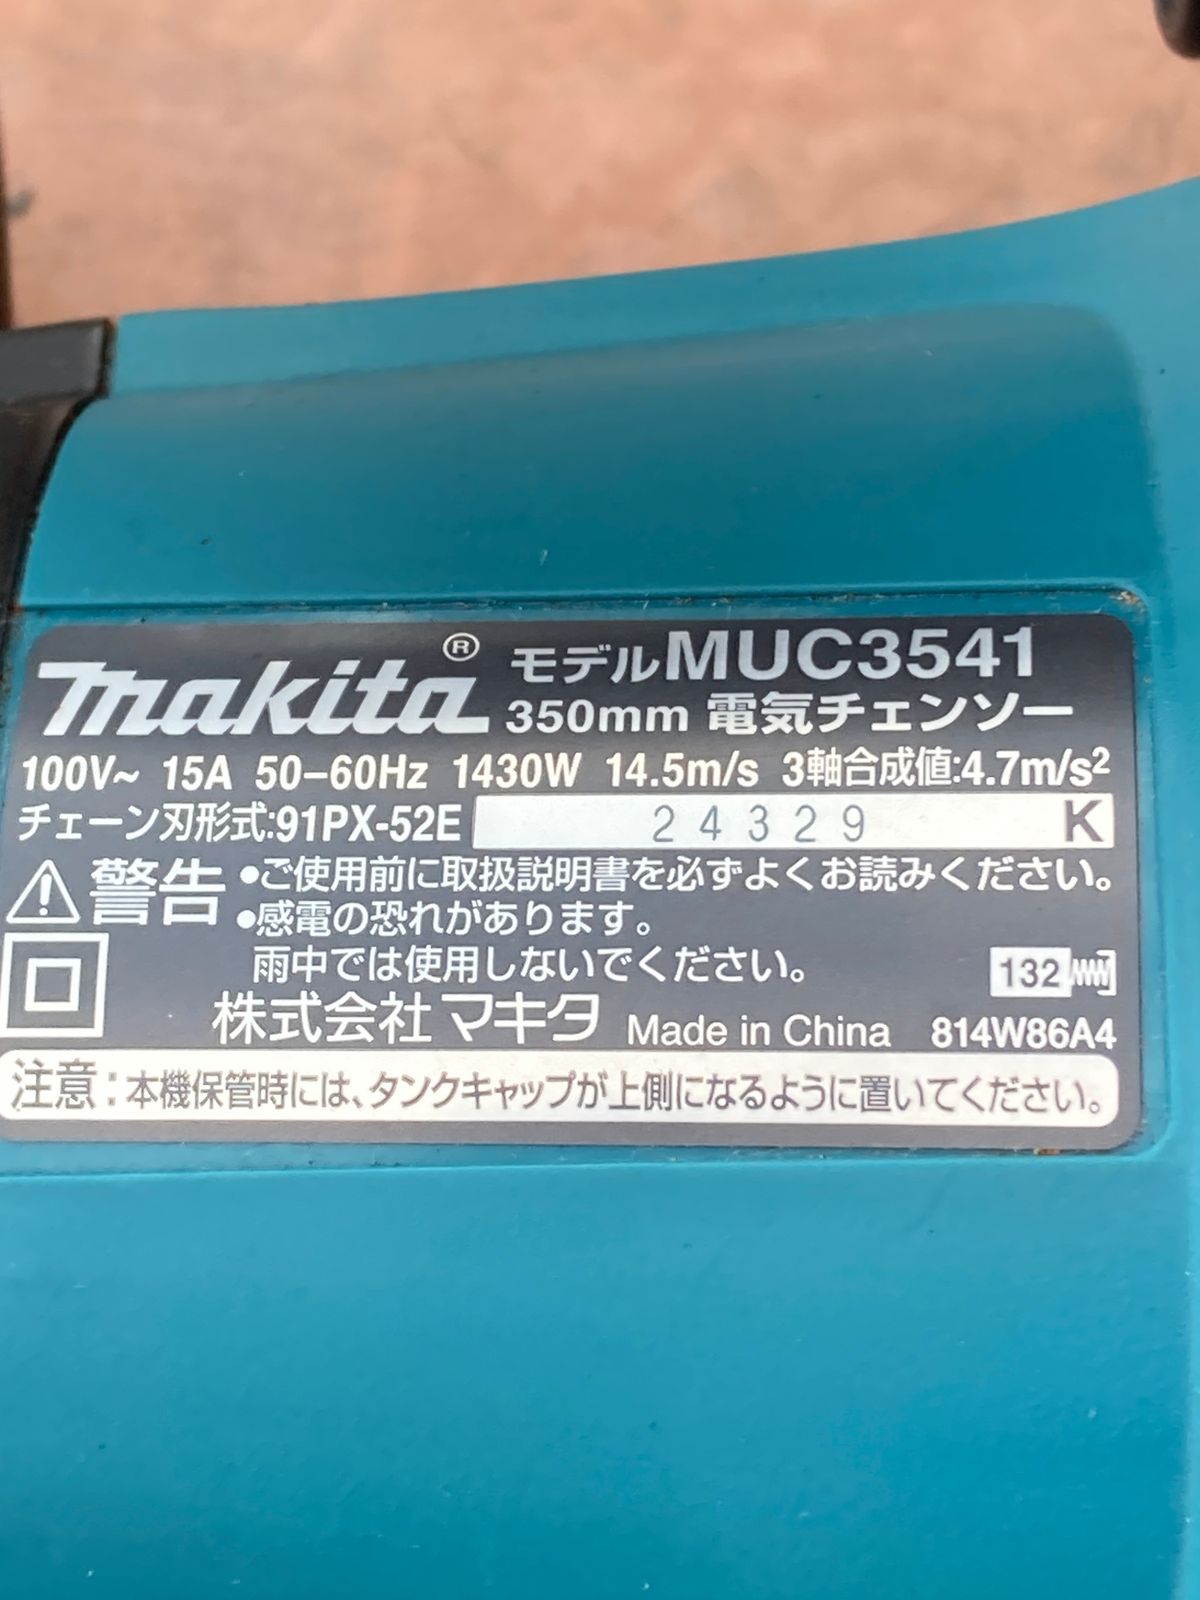 makita® モデルMUC3541
350mm 電気チェンソー
100V~ 15A 50-60Hz 1430W 14.5m/s 3軸合成値:4.7m/s²
チェーン刃形式:91PX-52E 24329 K
警告 •ご使用前に取扱説明書を必ずよくお読みください。
•感電の恐れがあります。
雨中では使用しないでください。
132
株式会社マキタ Made in China 814W86A4
注意:本機保管時には、タンクキャップが上側になるように置いてください。